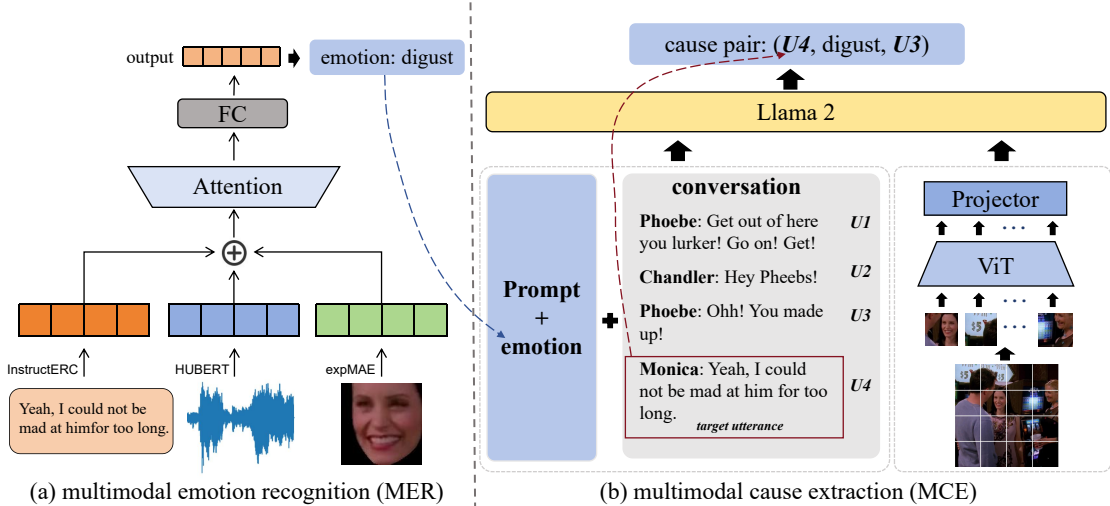 output
emotion: digust
FC
Attention
InstructERC
HUBERT
expMAE
Yeah, I could not be
mad at himfor too long.
(a) multimodal emotion recognition (MER)
cause pair: (U4, digust, U3)
Llama 2
Prompt
+
emotion
conversation
Phoebe: Get out of here U1
you lurker! Go on! Get!
Chandler: Hey Pheebs! U2
Phoebe: Ohh! You made U3
up!
Monica: Yeah, I could
not be mad at him for too U4
long.
target utterance
Projector
ViT
(b) multimodal cause extraction (MCE)